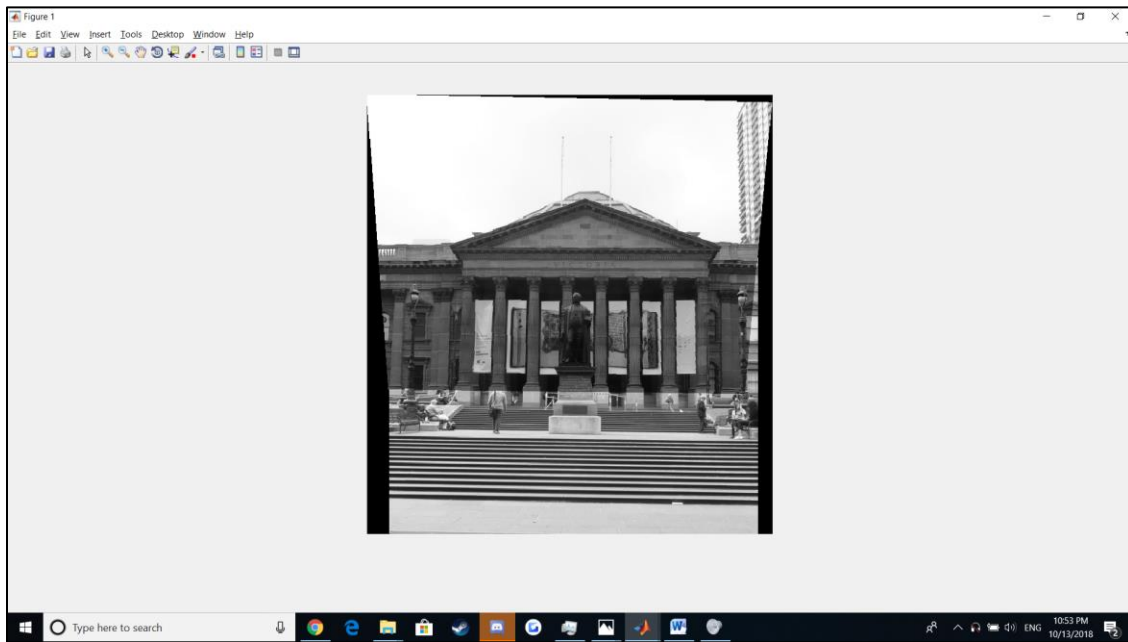 Figure 1
File Edit View Insert Tools Desktop Window Help
Type here to search
ENG
10:53 PM
10/13/2018
2